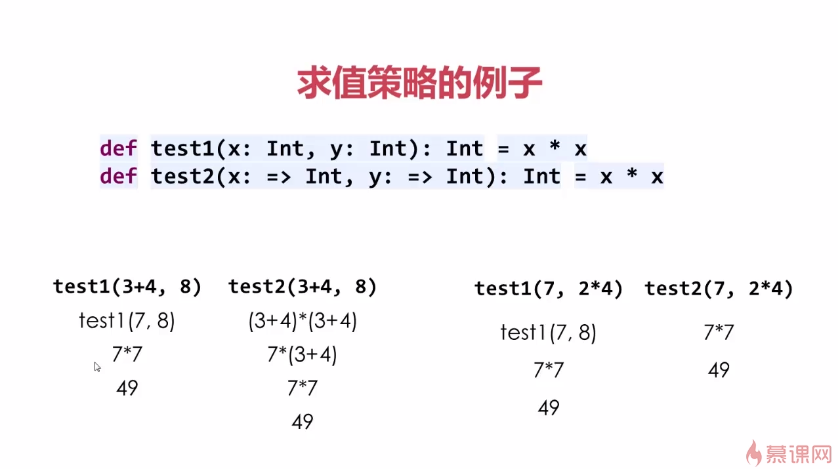 求值策略的例子
def test1(x: Int, y: Int): Int = x * x
def test2(x: => Int, y: => Int): Int = x * x
test1(3+4, 8)
test1(7, 8)
7*7
49
test2(3+4, 8)
(3+4)*(3+4)
7*(3+4)
7*7
49
test1(7, 2*4)
test1(7, 8)
7*7
49
test2(7, 2*4)
7*7
49
慕课网